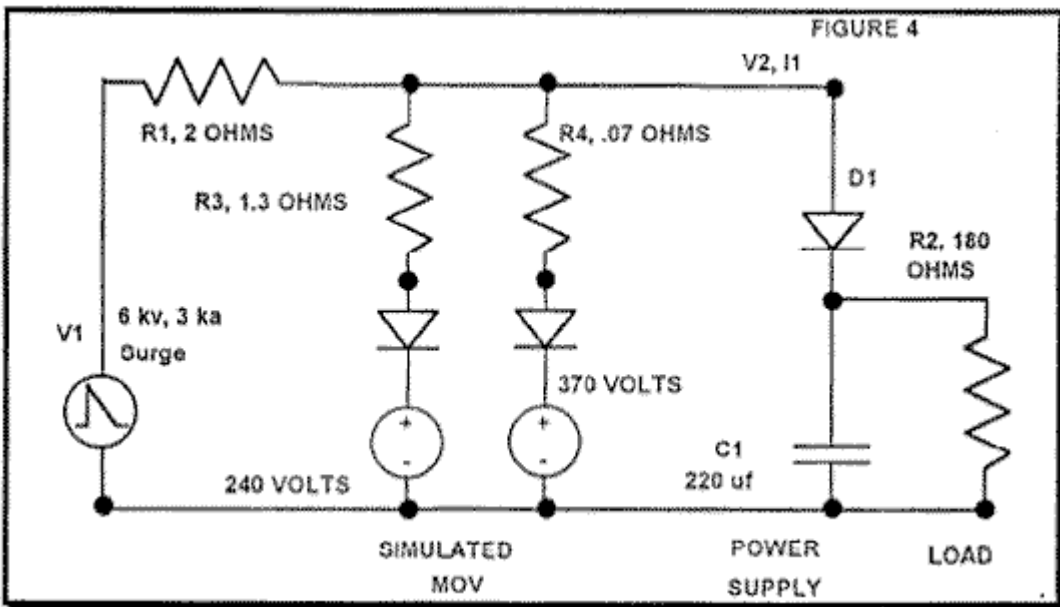 FIGURE 4
V2, I1
R1, 2 OHMS
R4, .07 OHMS
R3, 1.3 OHMS
D1
R2. 180
OHMS
V1
6 kv, 3 ka
Surge
370 VOLTS
+
-
+
-
240 VOLTS
C1
220 uf
SIMULATED
MOV
POWER
SUPPLY
LOAD